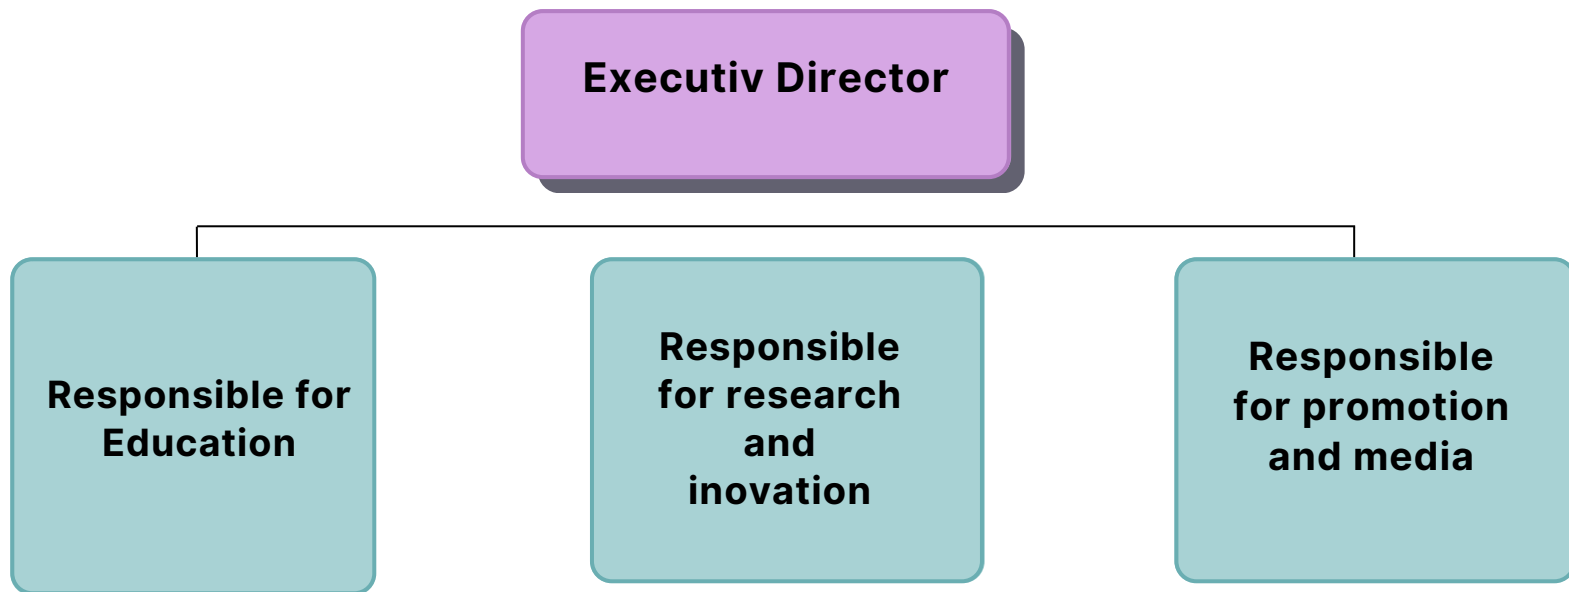 Executiv Director
Responsible for
Education
Responsible
for research
and
inovation
Responsible
for promotion
and media